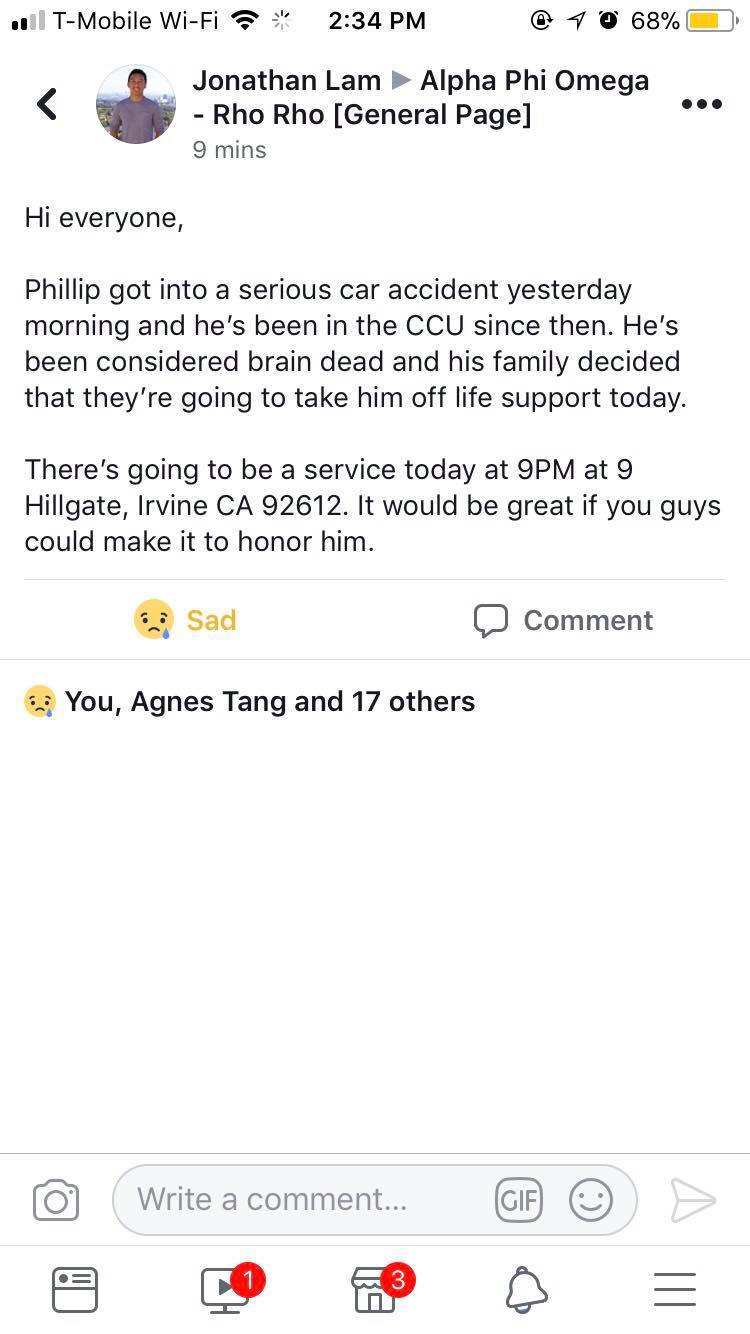 T-Mobile Wi-Fi 2:34 PM 68%
Jonathan Lam ▶ Alpha Phi Omega
- Rho Rho [General Page]
9 mins
Hi everyone,
Phillip got into a serious car accident yesterday
morning and he’s been in the CCU since then. He’s
been considered brain dead and his family decided
that they’re going to take him off life support today.
There’s going to be a service today at 9PM at 9
Hillgate, Irvine CA 92612. It would be great if you guys
could make it to honor him.
Sad Comment
You, Agnes Tang and 17 others
Write a comment... GIF
1 3